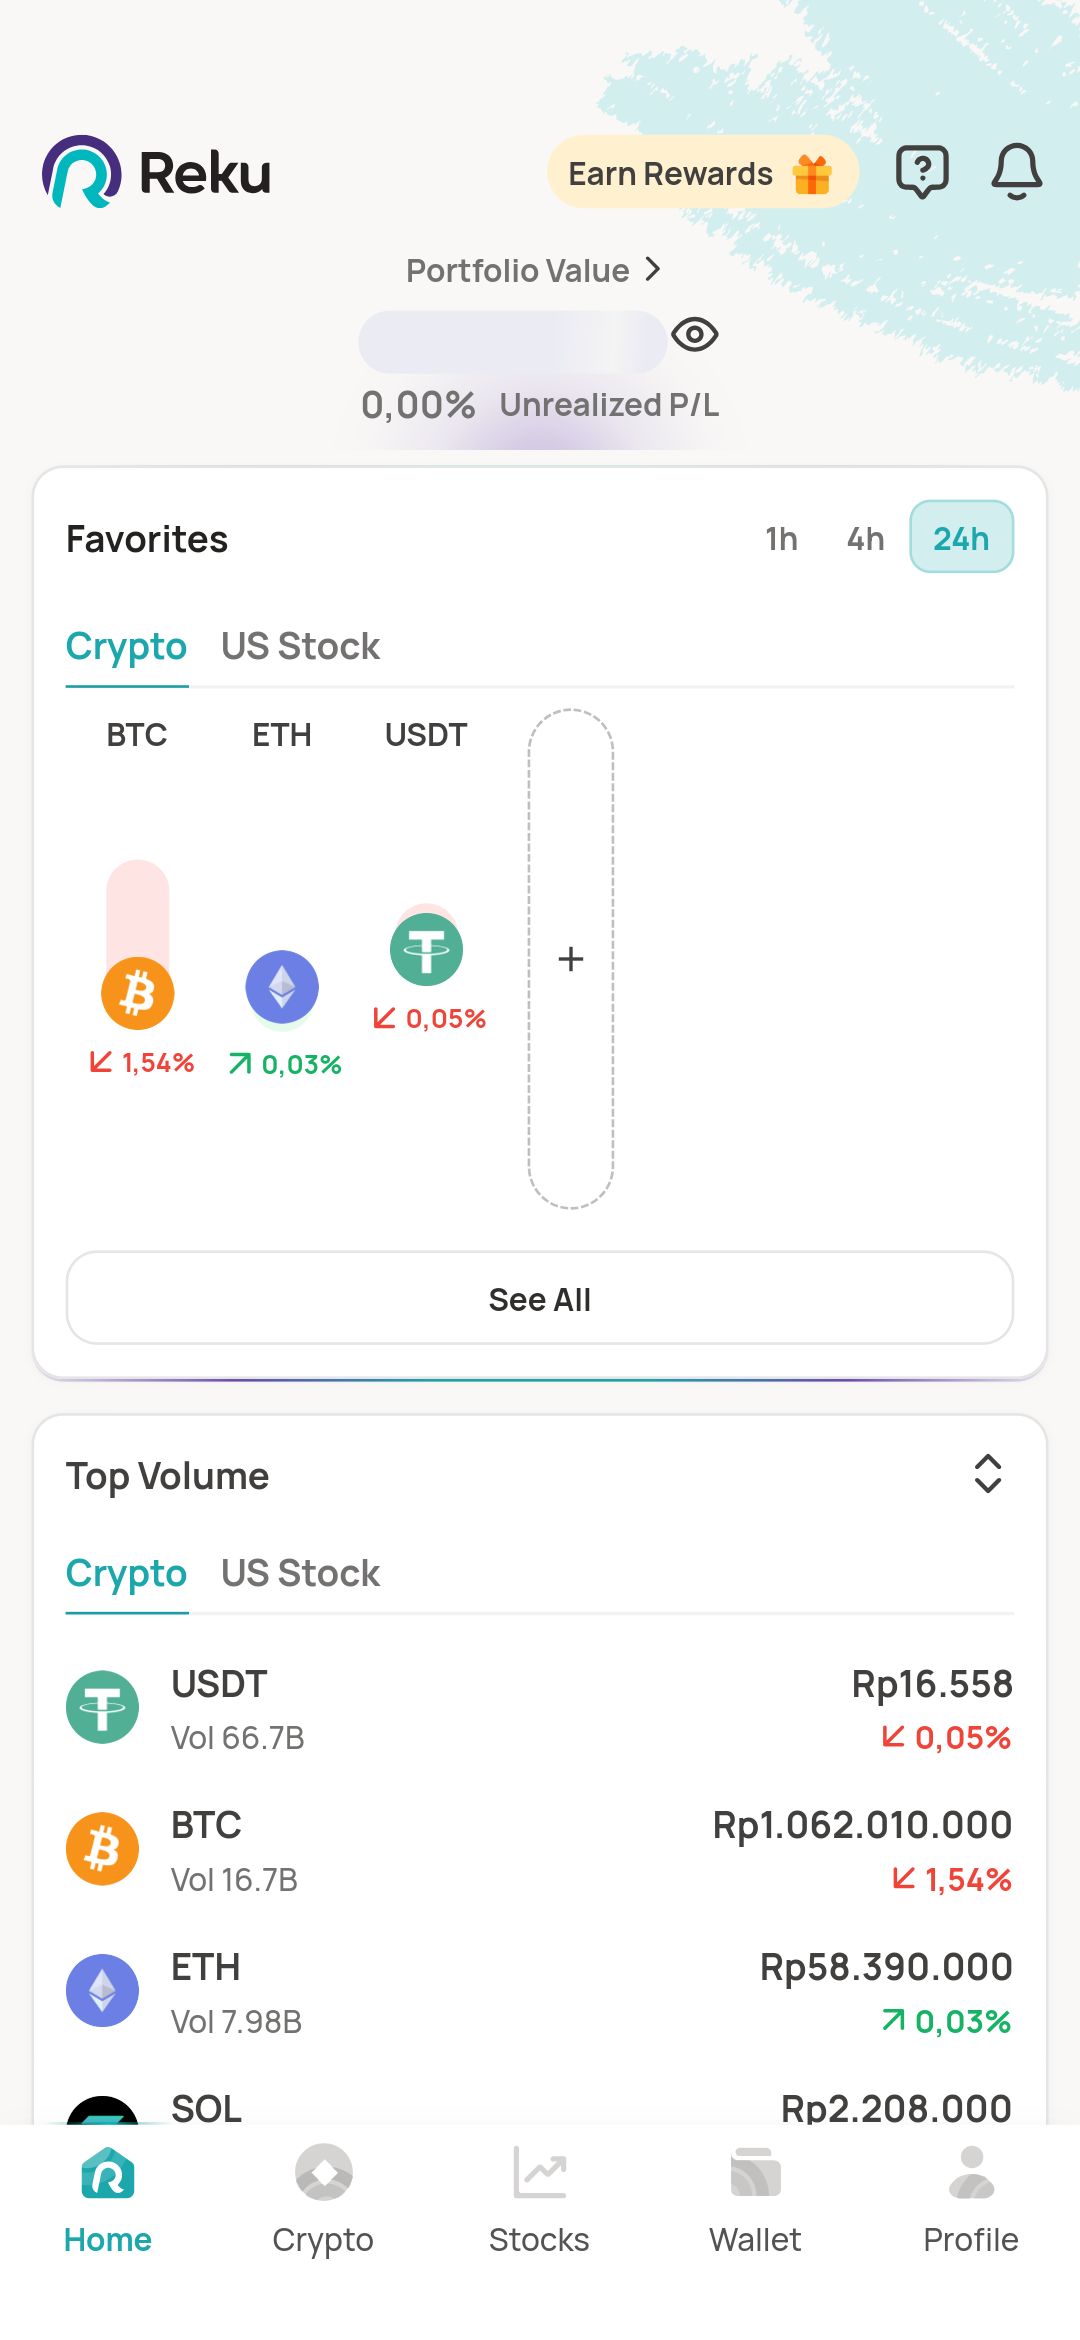 Reku
Earn Rewards
Portfolio Value
0,00% Unrealized P/L
Favorites
1h 4h 24h
Crypto US Stock
BTC ETH USDT
+
0,05%
1,54% 0,03%
See All
Top Volume
Crypto US Stock
USDT Rp16.558
Vol 66.7B 0,05%
BTC Rp1.062.010.000
Vol 16.7B 1,54%
ETH Rp58.390.000
Vol 7.98B 0,03%
SOL Rp2.208.000
Home Crypto Stocks Wallet Profile